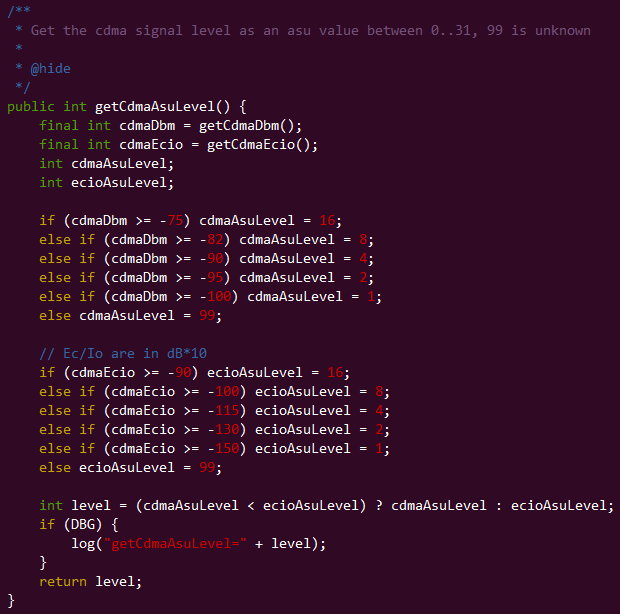 /**
 * Get the cdma signal level as an asu value between 0..31, 99 is unknown
 *
 * @hide
 */
public int getCdmaAsuLevel() {
    final int cdmaDbm = getCdmaDbm();
    final int cdmaEcio = getCdmaEcio();
    int cdmaAsuLevel;
    int ecioAsuLevel;

    if (cdmaDbm >= -75) cdmaAsuLevel = 16;
    else if (cdmaDbm >= -82) cdmaAsuLevel = 8;
    else if (cdmaDbm >= -90) cdmaAsuLevel = 4;
    else if (cdmaDbm >= -95) cdmaAsuLevel = 2;
    else if (cdmaDbm >= -100) cdmaAsuLevel = 1;
    else cdmaAsuLevel = 99;

    // Ec/Io are in dB*10
    if (cdmaEcio >= -90) ecioAsuLevel = 16;
    else if (cdmaEcio >= -100) ecioAsuLevel = 8;
    else if (cdmaEcio >= -115) ecioAsuLevel = 4;
    else if (cdmaEcio >= -130) ecioAsuLevel = 2;
    else if (cdmaEcio >= -150) ecioAsuLevel = 1;
    else ecioAsuLevel = 99;

    int level = (cdmaAsuLevel < ecioAsuLevel) ? cdmaAsuLevel : ecioAsuLevel;
    if (DBG) {
        log("getCdmaAsuLevel=" + level);
    }
    return level;
}